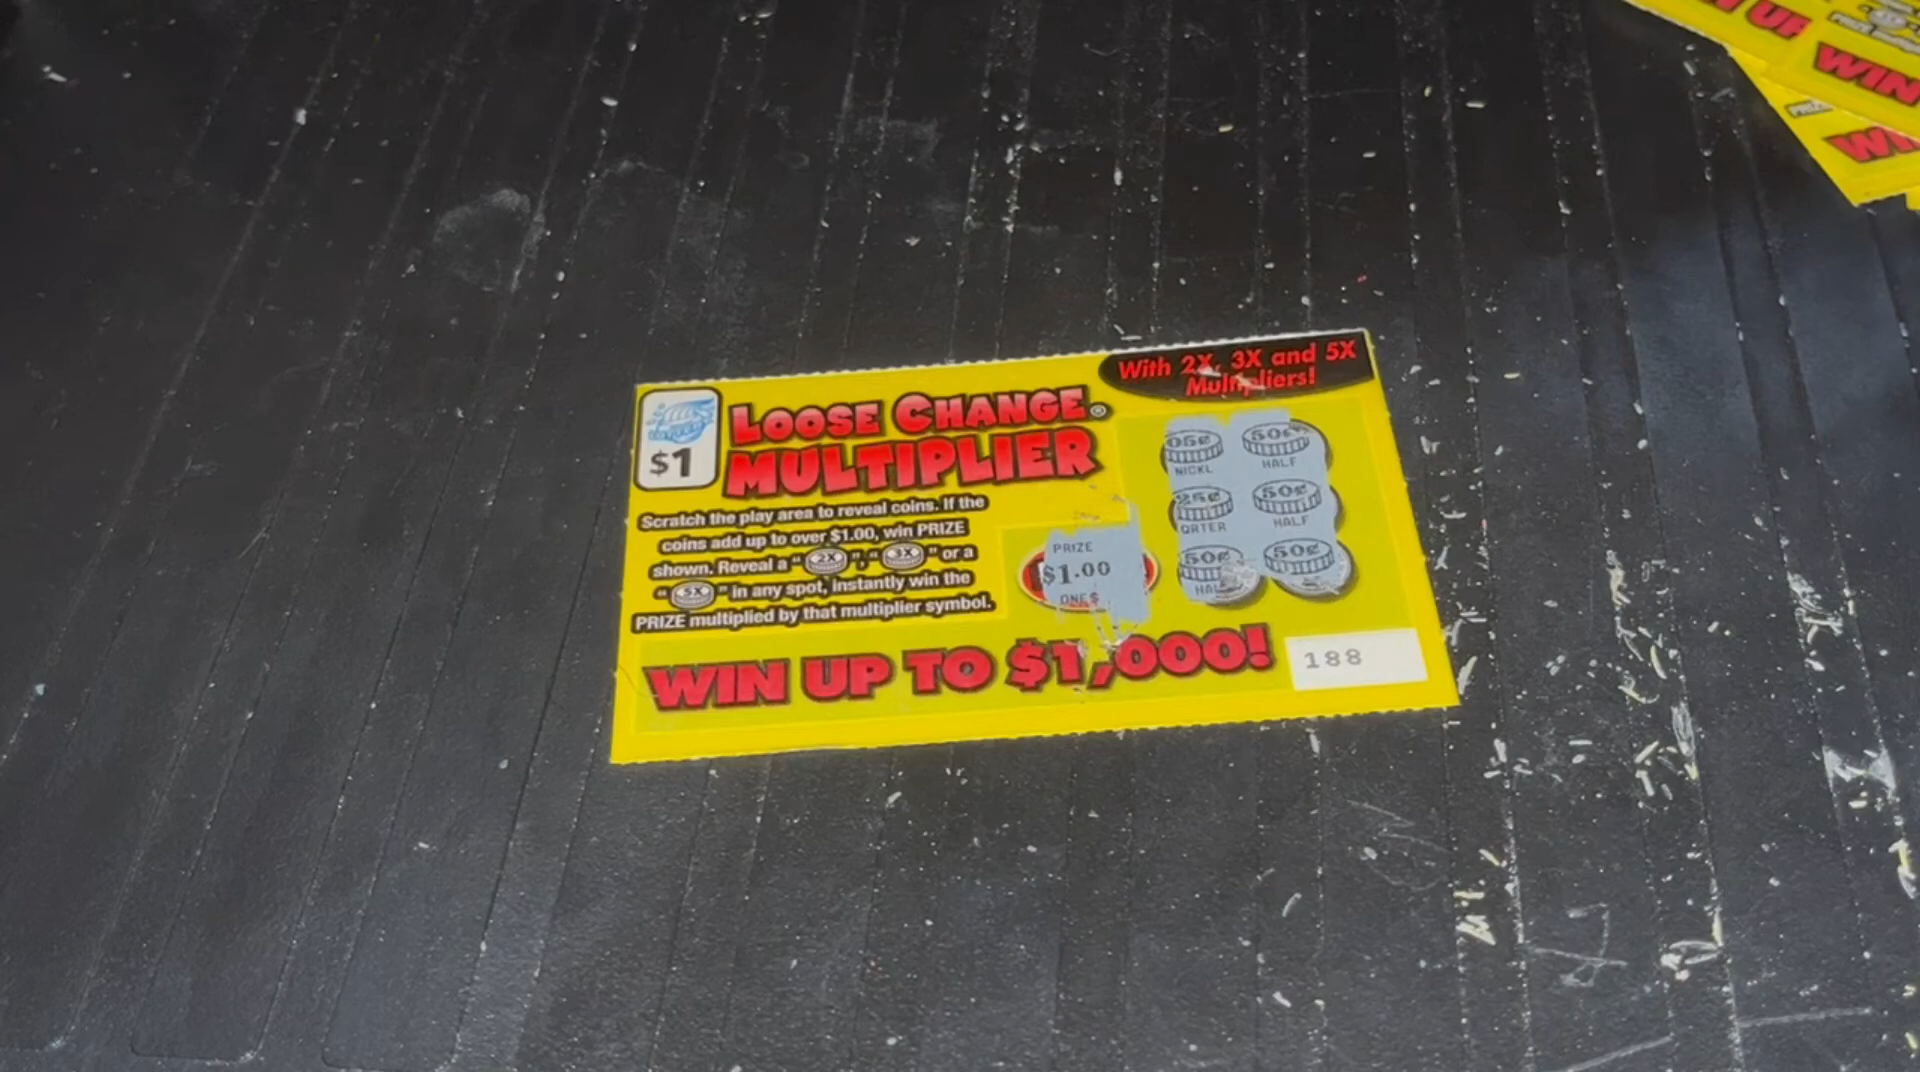 With 2X, 3X and 5X
Multipliers!
$1
LOOSE CHANGE®
MULTIPLIER
Scratch the play area to reveal coins. If the
coins add up to over $1.00, win PRIZE
shown. Reveal a "2X", "3X" or a
"5X" in any spot, instantly win the
PRIZE multiplied by that multiplier symbol.
PRIZE
$1.00
ONE$
05¢ 50¢
NICKL HALF
25¢ 50¢
QRTER HALF
50¢ 50¢
WIN UP TO $1,000!
188
WIN